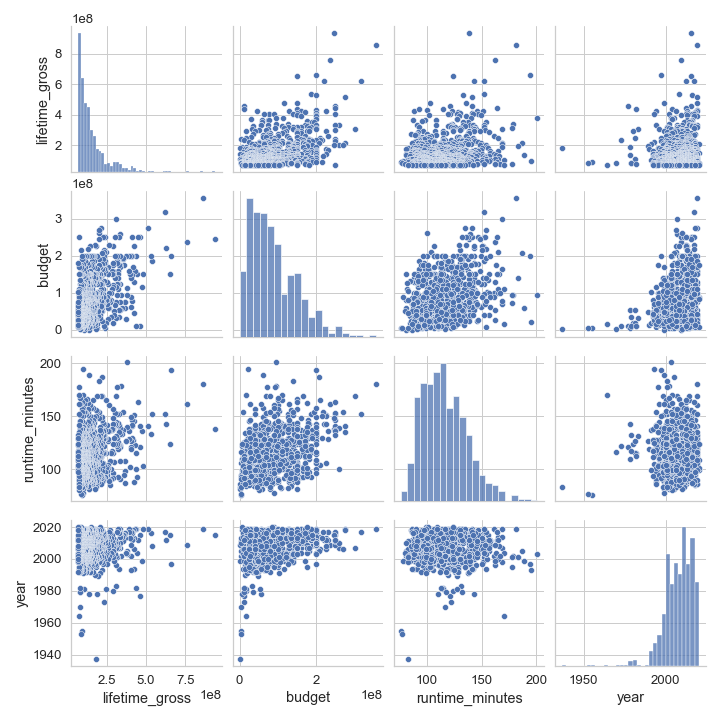 1e8
lifetime_gross
8
6
4
2
1e8
budget
3
2
1
0
runtime_minutes
200
150
100
year
2020
2000
1980
1960
1940
2.5 5.0 7.5 0 2 100 150 200 1950 2000
lifetime_gross 1e8 budget 1e8 runtime_minutes year